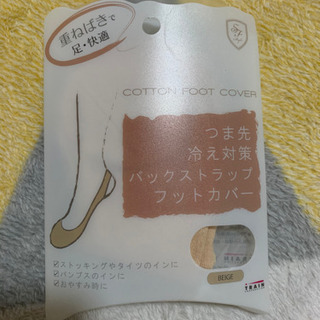 重ねばきで
足・快適
COTTON FOOT COVER
つま先
冷え対策
バックストラップ
フットカバー
☑ストッキングやタイツのインに
☑パンプスのインに
☑おやすみ時に
BEIGE
TRAIN